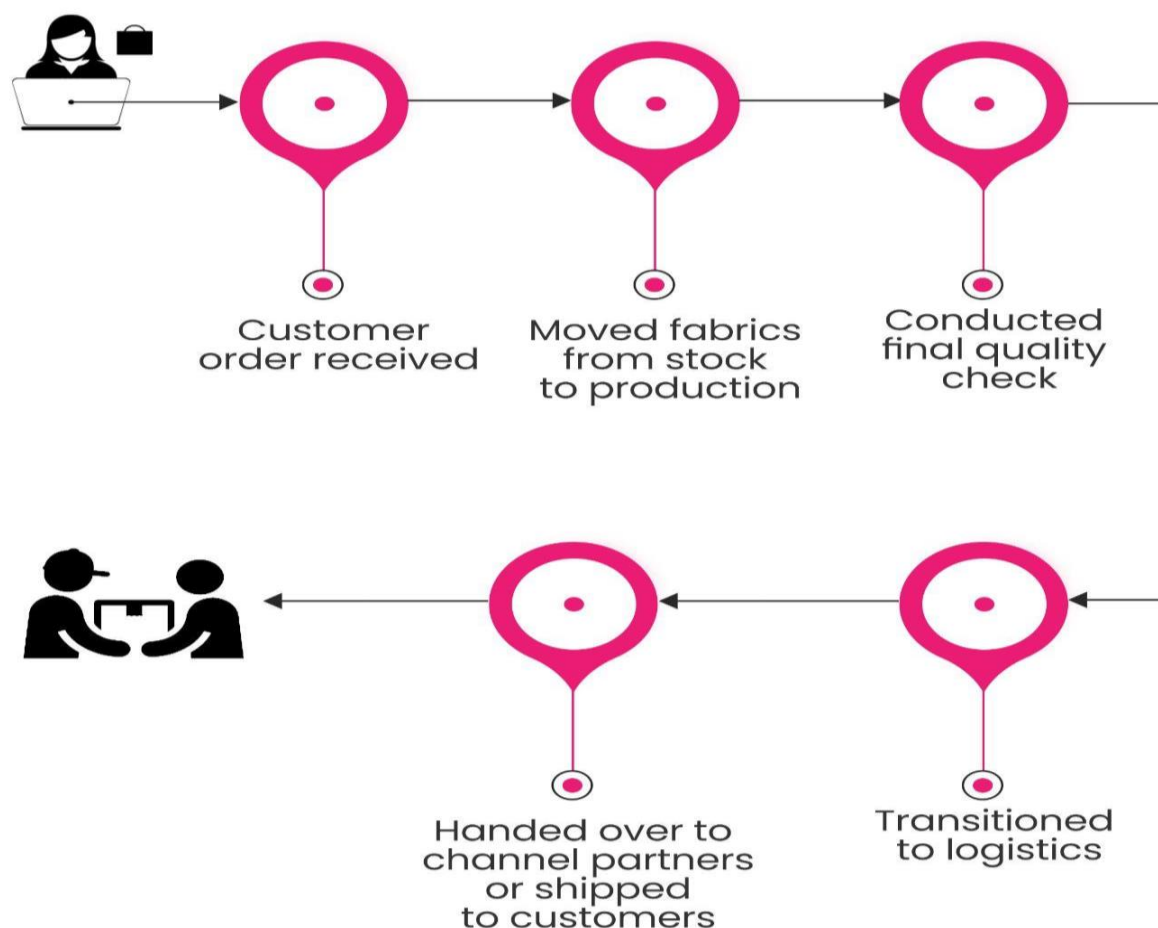 Customer
order received
Moved fabrics
from stock
to production
Conducted
final quality
check
Transitioned
to logistics
Handed over to
channel partners
or shipped
to customers